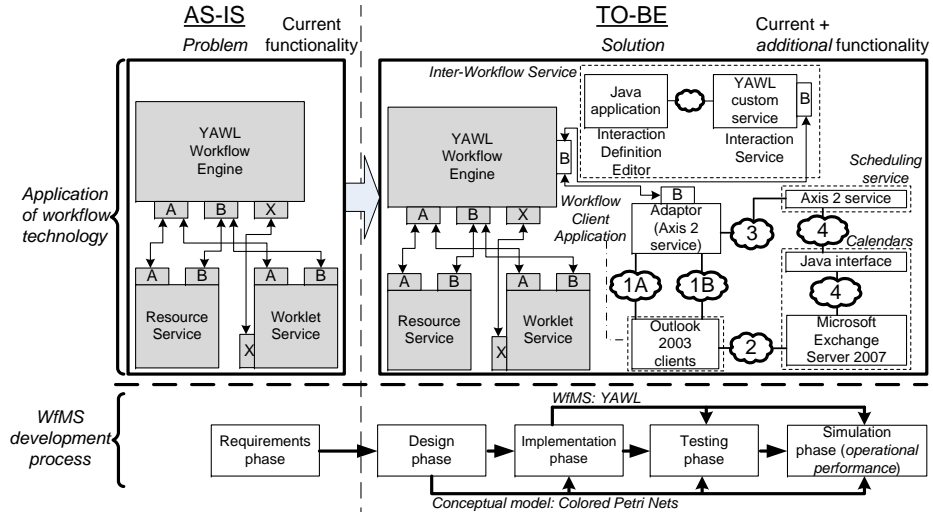 AS-IS
Problem
Current
functionality
TO-BE
Solution
Current +
additional functionality
Application
of workflow
technology
YAWL
Workflow
Engine
A
B
X
A
B
A
B
Resource
Service
Worklet
Service
X
YAWL
Workflow
Engine
B
A
B
X
A
B
A
B
Resource
Service
Worklet
Service
X
Inter-Workflow Service
Java
application
Interaction
Definition
Editor
YAWL
custom
service
B
Interaction
Service
Workflow
Client
Application
B
Adaptor
(Axis 2
service)
3
Scheduling
service
Axis 2 service
4
Calendars
Java interface
4
1A
1B
Outlook
2003
clients
2
Microsoft
Exchange
Server 2007
WfMS
development
process
WfMS: YAWL
Requirements
phase
Design
phase
Implementation
phase
Testing
phase
Simulation
phase (operational
performance)
Conceptual model: Colored Petri Nets